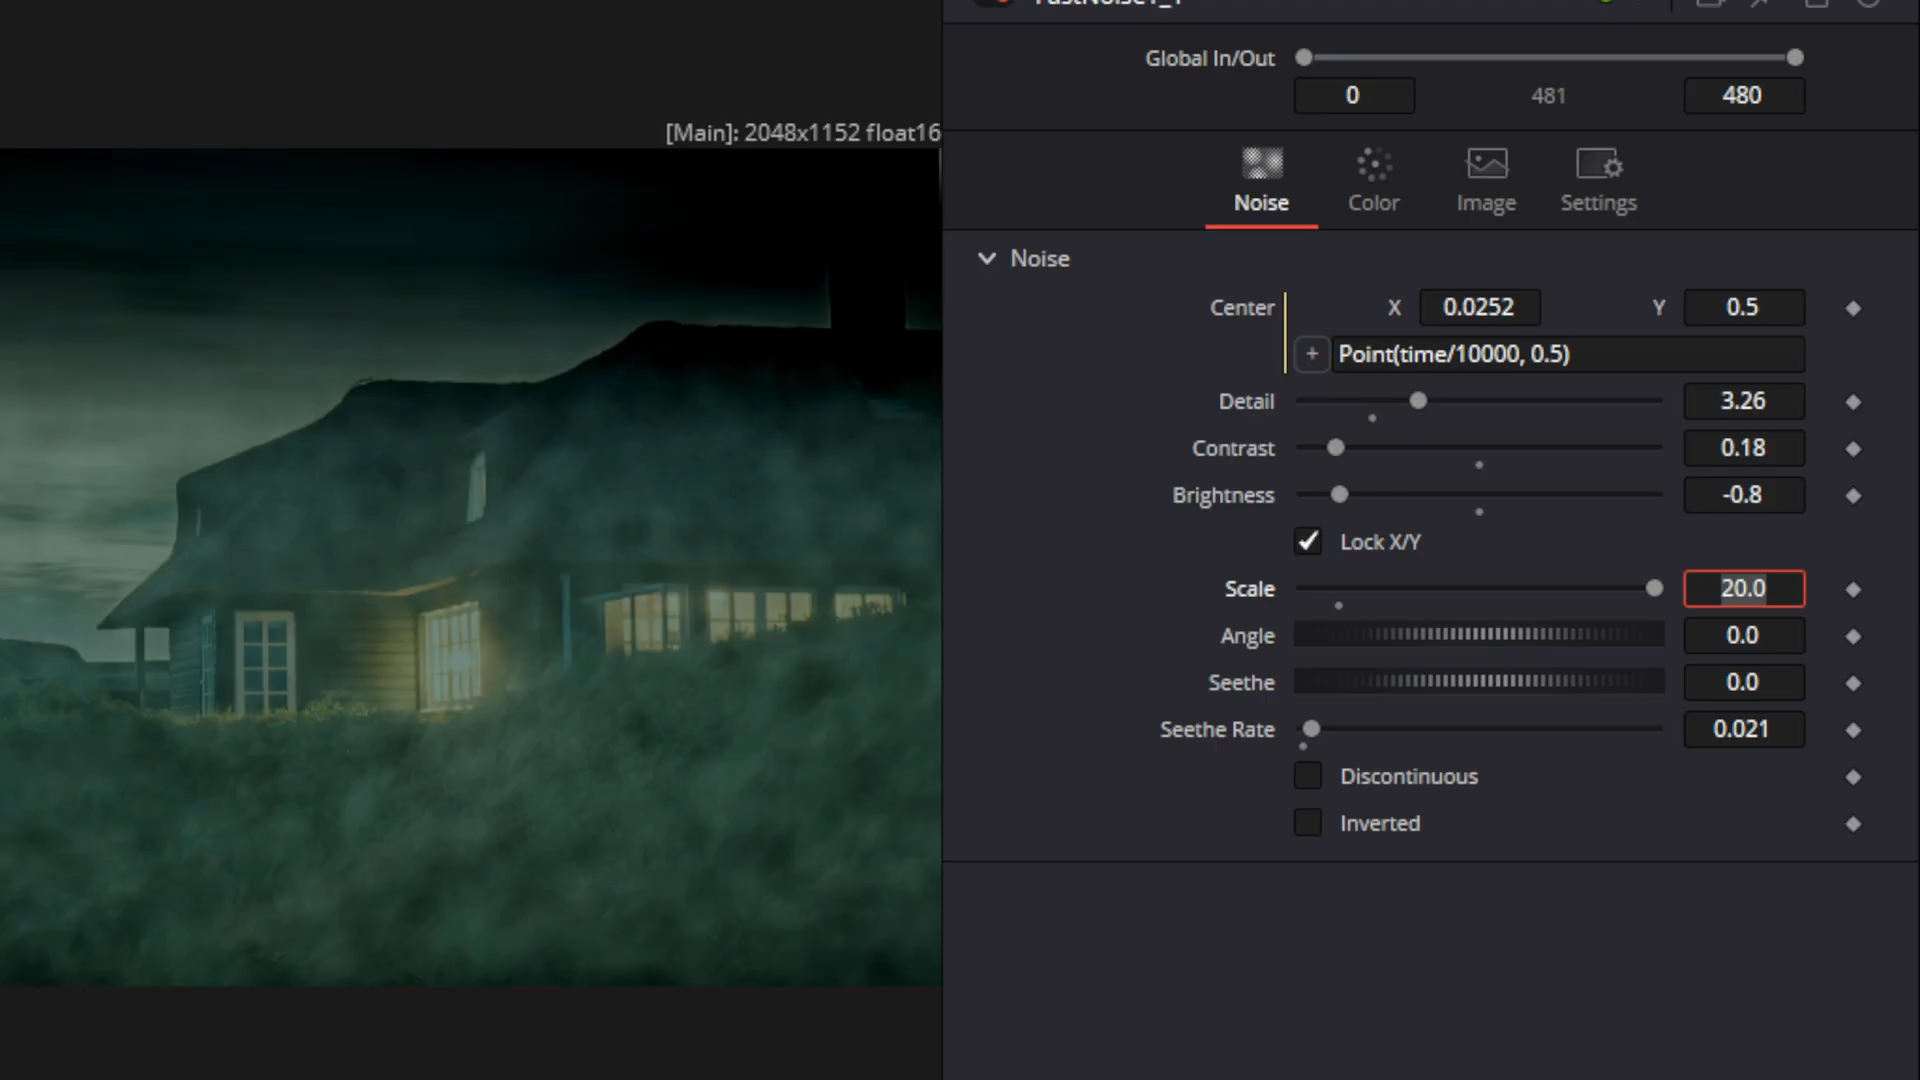 Global In/Out
0 481 480
[Main]: 2048x1152 float16
Noise Color Image Settings
Noise
Center X 0.0252 Y 0.5
+ Point(time/10000, 0.5)
Detail 3.26
Contrast 0.18
Brightness -0.8
Lock X/Y
Scale 20.0
Angle 0.0
Seethe 0.0
Seethe Rate 0.021
Discontinuous
Inverted